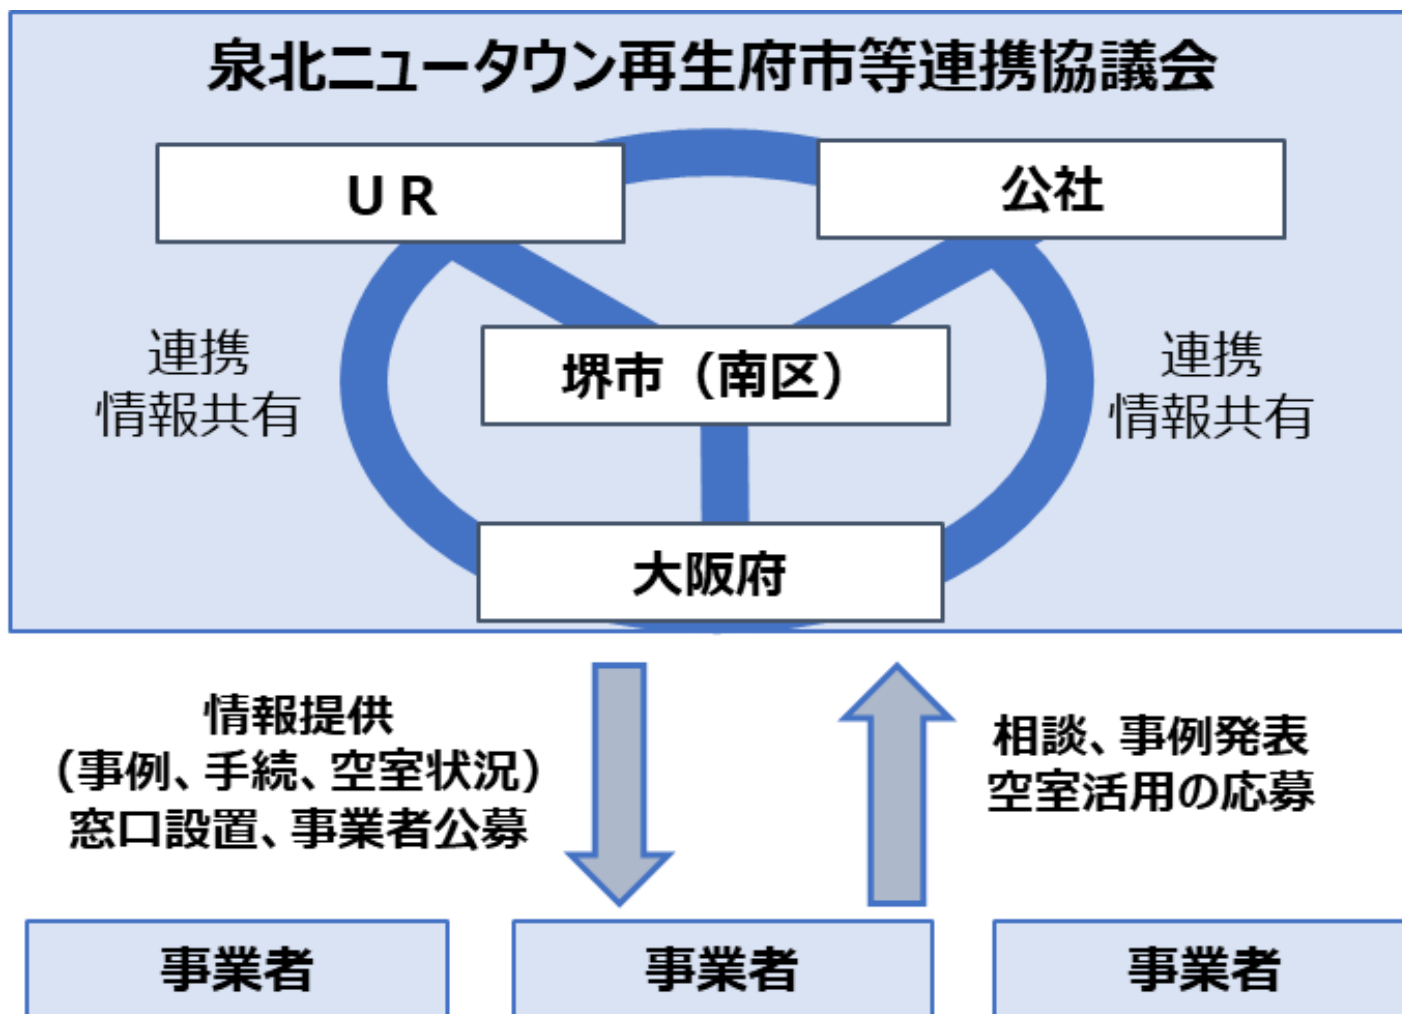 泉北ニュータウン再生府市等連携協議会
ＵＲ
公社
連携
情報共有
堺市（南区）
連携
情報共有
大阪府
情報提供
（事例、手続、空室状況）
窓口設置、事業者公募
相談、事例発表
空室活用の応募
事業者
事業者
事業者